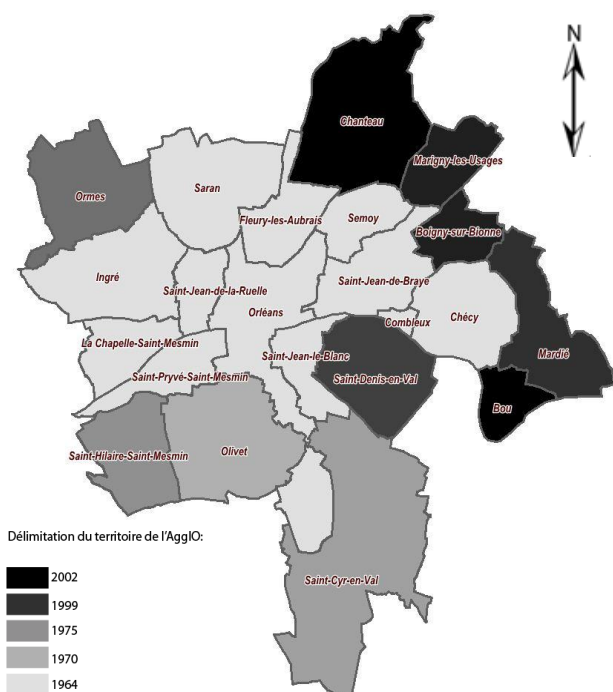 N
Chanteau
Marigny-les-Usages
Ormes
Saran
Fleury-les-Aubrais
Semoy
Boigny-sur-Bionne
Ingré
Saint-Jean-de-la-Ruelle
Saint-Jean-de-Braye
Orléans
Combleux
Chécy
La Chapelle-Saint-Mesmin
Saint-Jean-le-Blanc
Mardié
Saint-Pryvé-Saint-Mesmin
Saint-Denis-en-Val
Bou
Saint-Hilaire-Saint-Mesmin
Olivet
Délimitation du territoire de l'AgglO:
Saint-Cyr-en-Val
2002
1999
1975
1970
1964